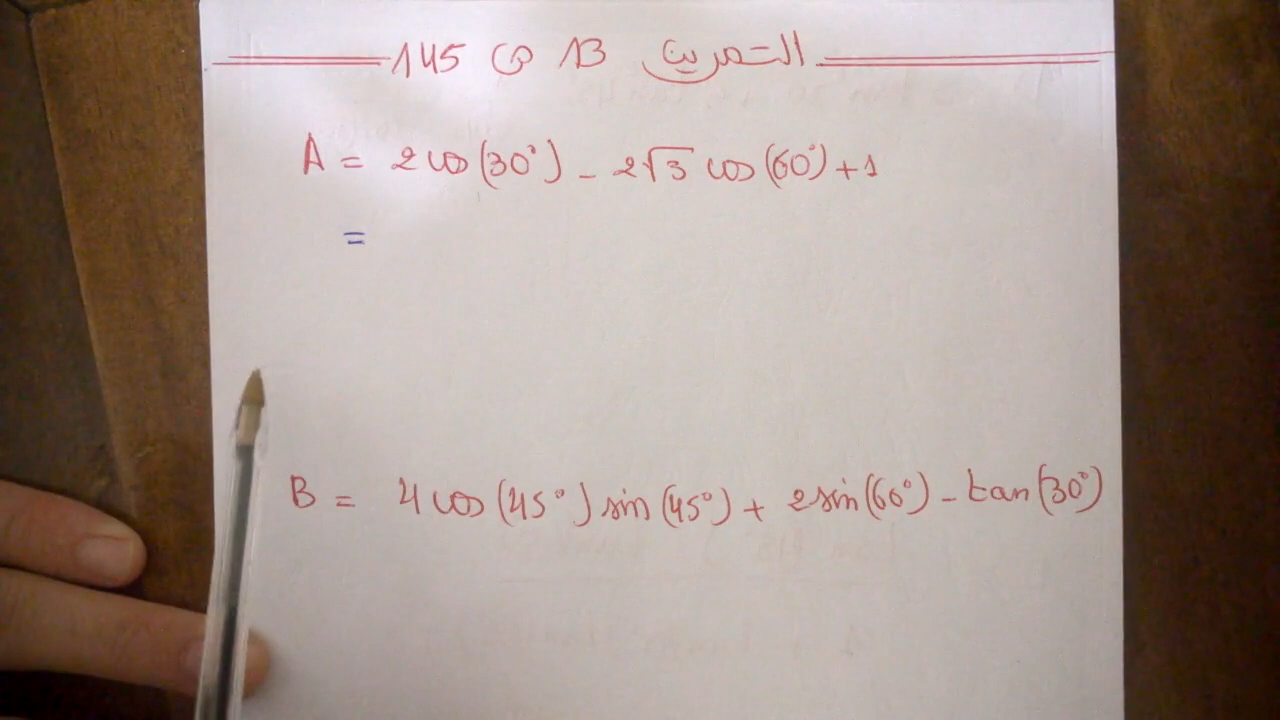 التمرين 13 ص 145
A = 2cos(30°) - 2√3 cos(60°) + 1
=
B = 4cos(45°) sin(45°) + 2sin(60°) - tan(30°)